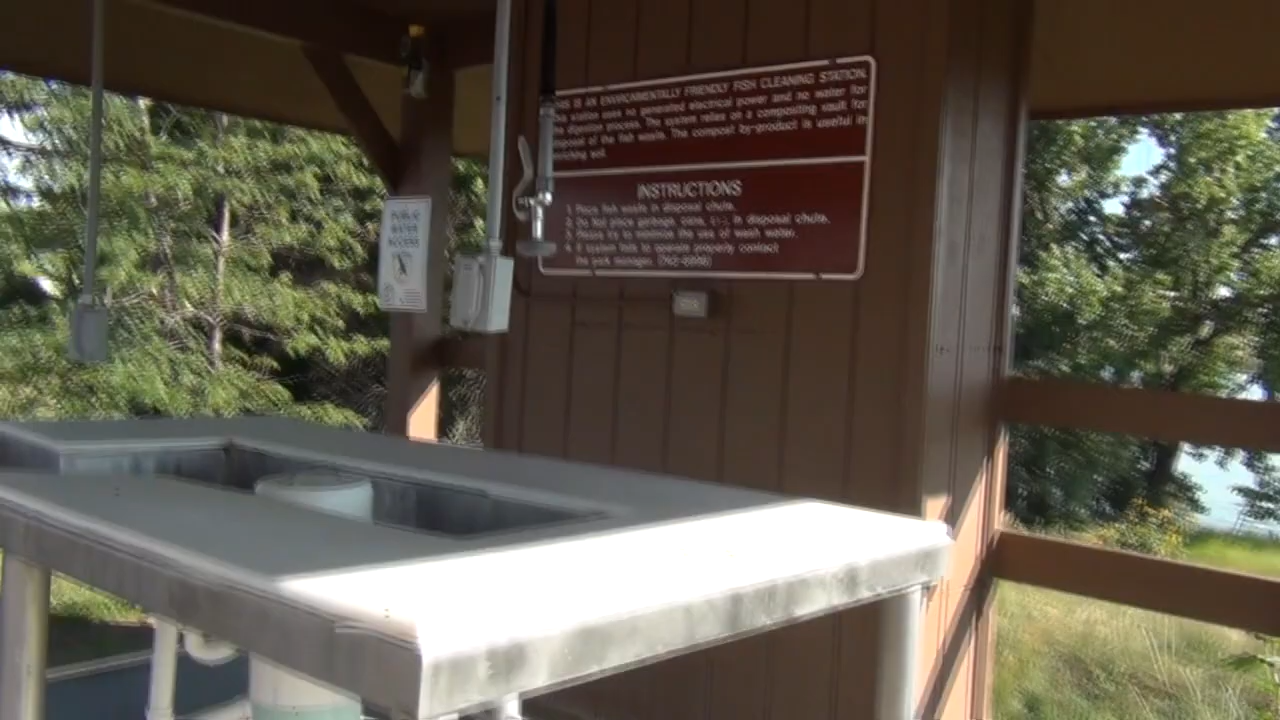 THIS IS AN ENVIRONMENTALLY FRIENDLY FISH CLEANING STATION.
This station uses no generated electrical power and no water for
the digestion process. The system relies on a composting vault for
disposal of the fish waste. The compost by-product is useful in
enriching soil.
INSTRUCTIONS
1. Place fish waste in disposal chute.
2. Do not place garbage, cans, etc. in disposal chute.
3. Please try to minimize the use of wash water.
4. If system fails to operate properly contact
the park manager.
PUBLIC
WATER
ACCESS